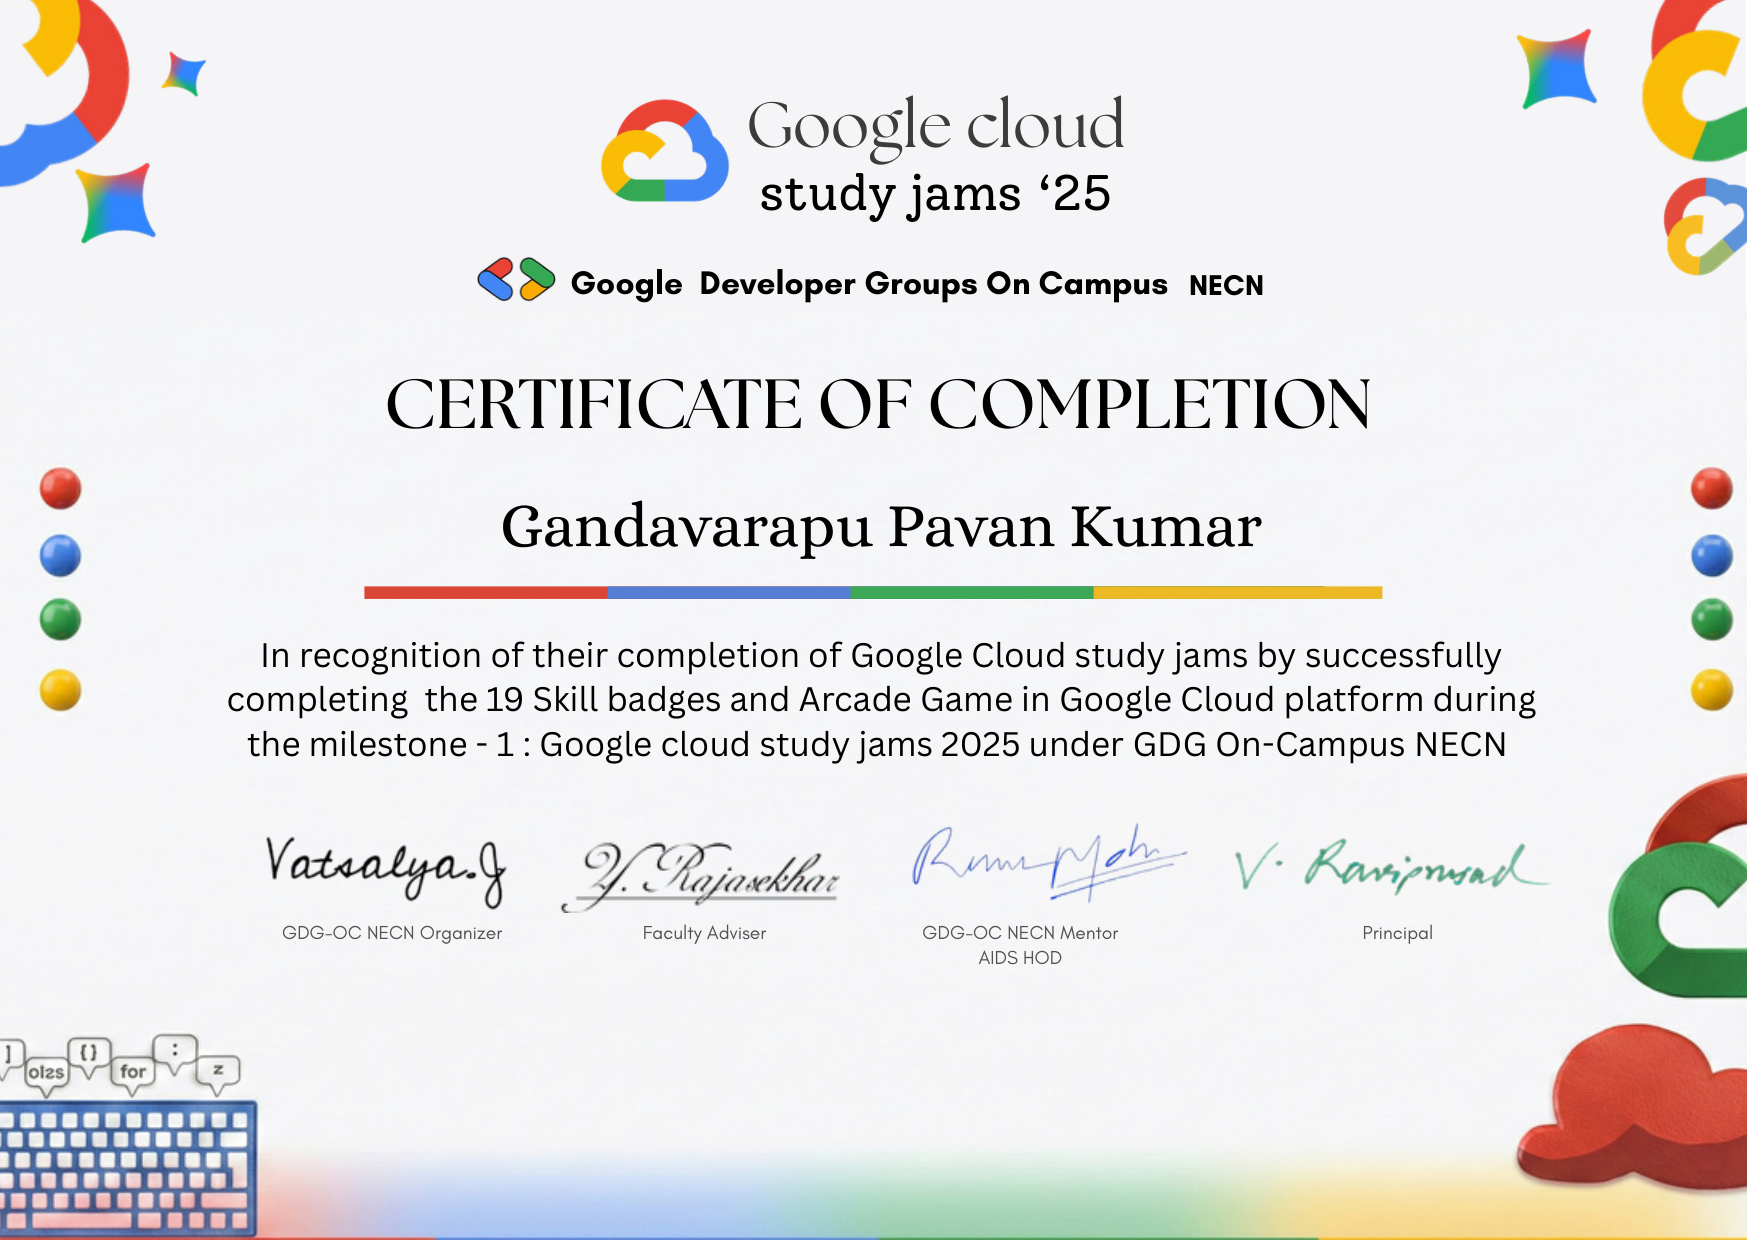 Google cloud
study jams ‘25
Google Developer Groups On Campus NECN
CERTIFICATE OF COMPLETION
Gandavarapu Pavan Kumar
In recognition of their completion of Google Cloud study jams by successfully
completing the 19 Skill badges and Arcade Game in Google Cloud platform during
the milestone - 1 : Google cloud study jams 2025 under GDG On-Campus NECN
Vatsalya.J Y. Rajasekhar V. Raviprasad
GDG-OC NECN Organizer Faculty Adviser GDG-OC NECN Mentor Principal
AIDS HOD
] {} :
for z